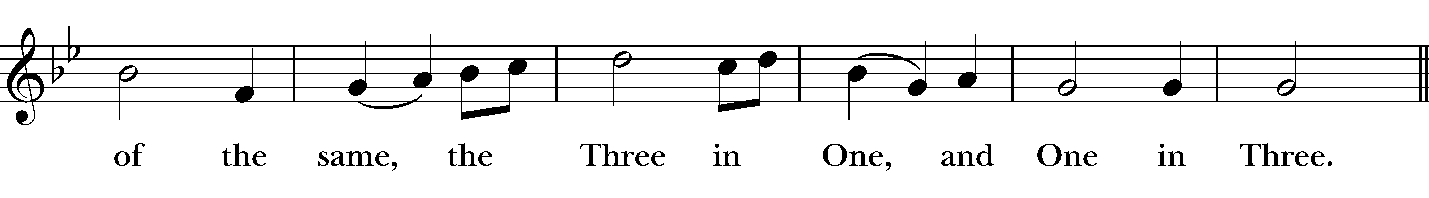 of the same, the Three in One, and One in Three.